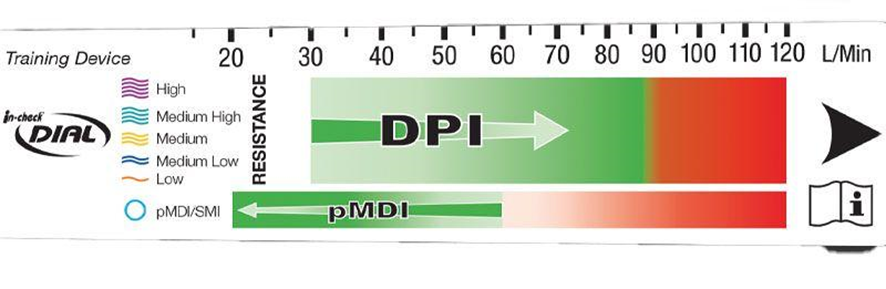 20 30 40 50 60 70 80 90 100 110 120 L/Min
Training Device
in-check DIAL
High
Medium High
Medium
Medium Low
Low
pMDI/SMI
RESISTANCE
DPI
pMDI
i